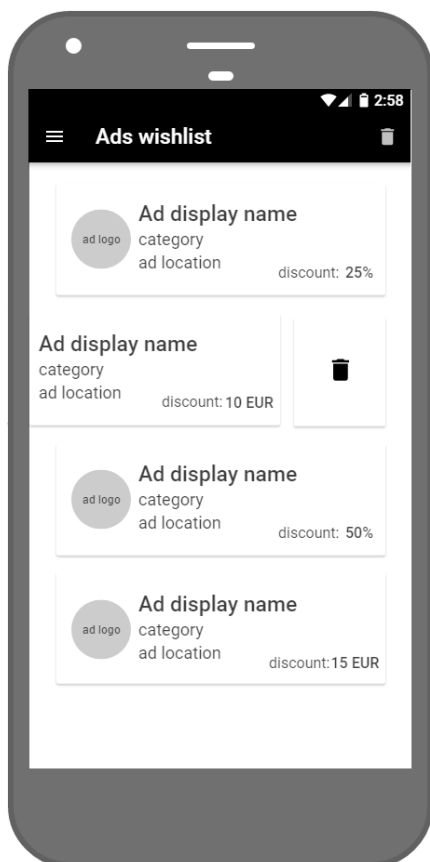 2:58
Ads wishlist
Ad display name
ad logo
category
ad location
discount: 25%
Ad display name
category
ad location
discount: 10 EUR
Ad display name
ad logo
category
ad location
discount: 50%
Ad display name
ad logo
category
ad location
discount:15 EUR